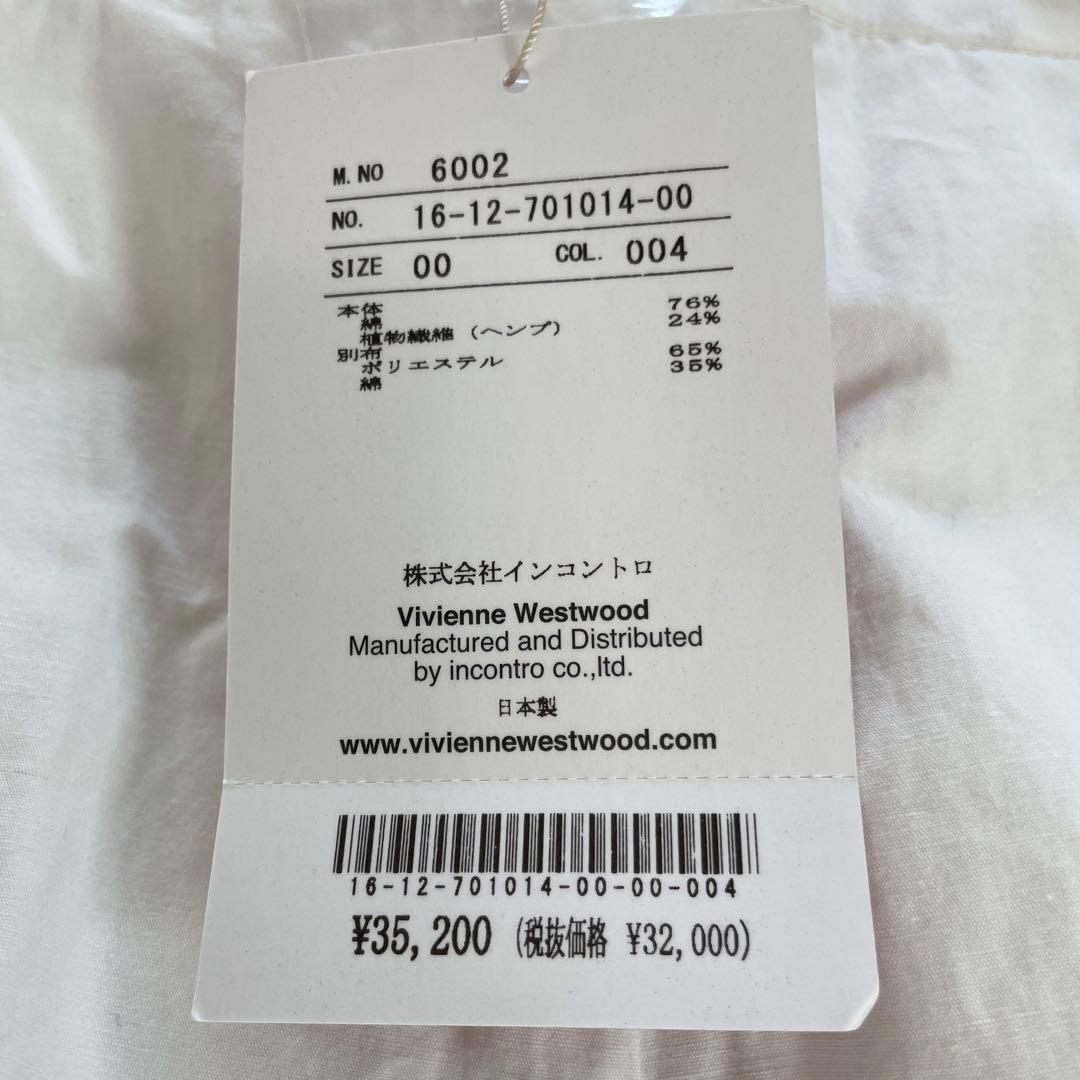 M. NO 6002
NO. 16-12-701014-00
SIZE 00 COL. 004
本体
綿 76%
植物繊維 (ヘンプ) 24%
別布
ポリエステル 65%
綿 35%
株式会社インコントロ
Vivienne Westwood
Manufactured and Distributed
by incontro co.,ltd.
日本製
www.viviennewestwood.com
16-12-701014-00-00-004
¥35,200 (税抜価格 ¥32,000)